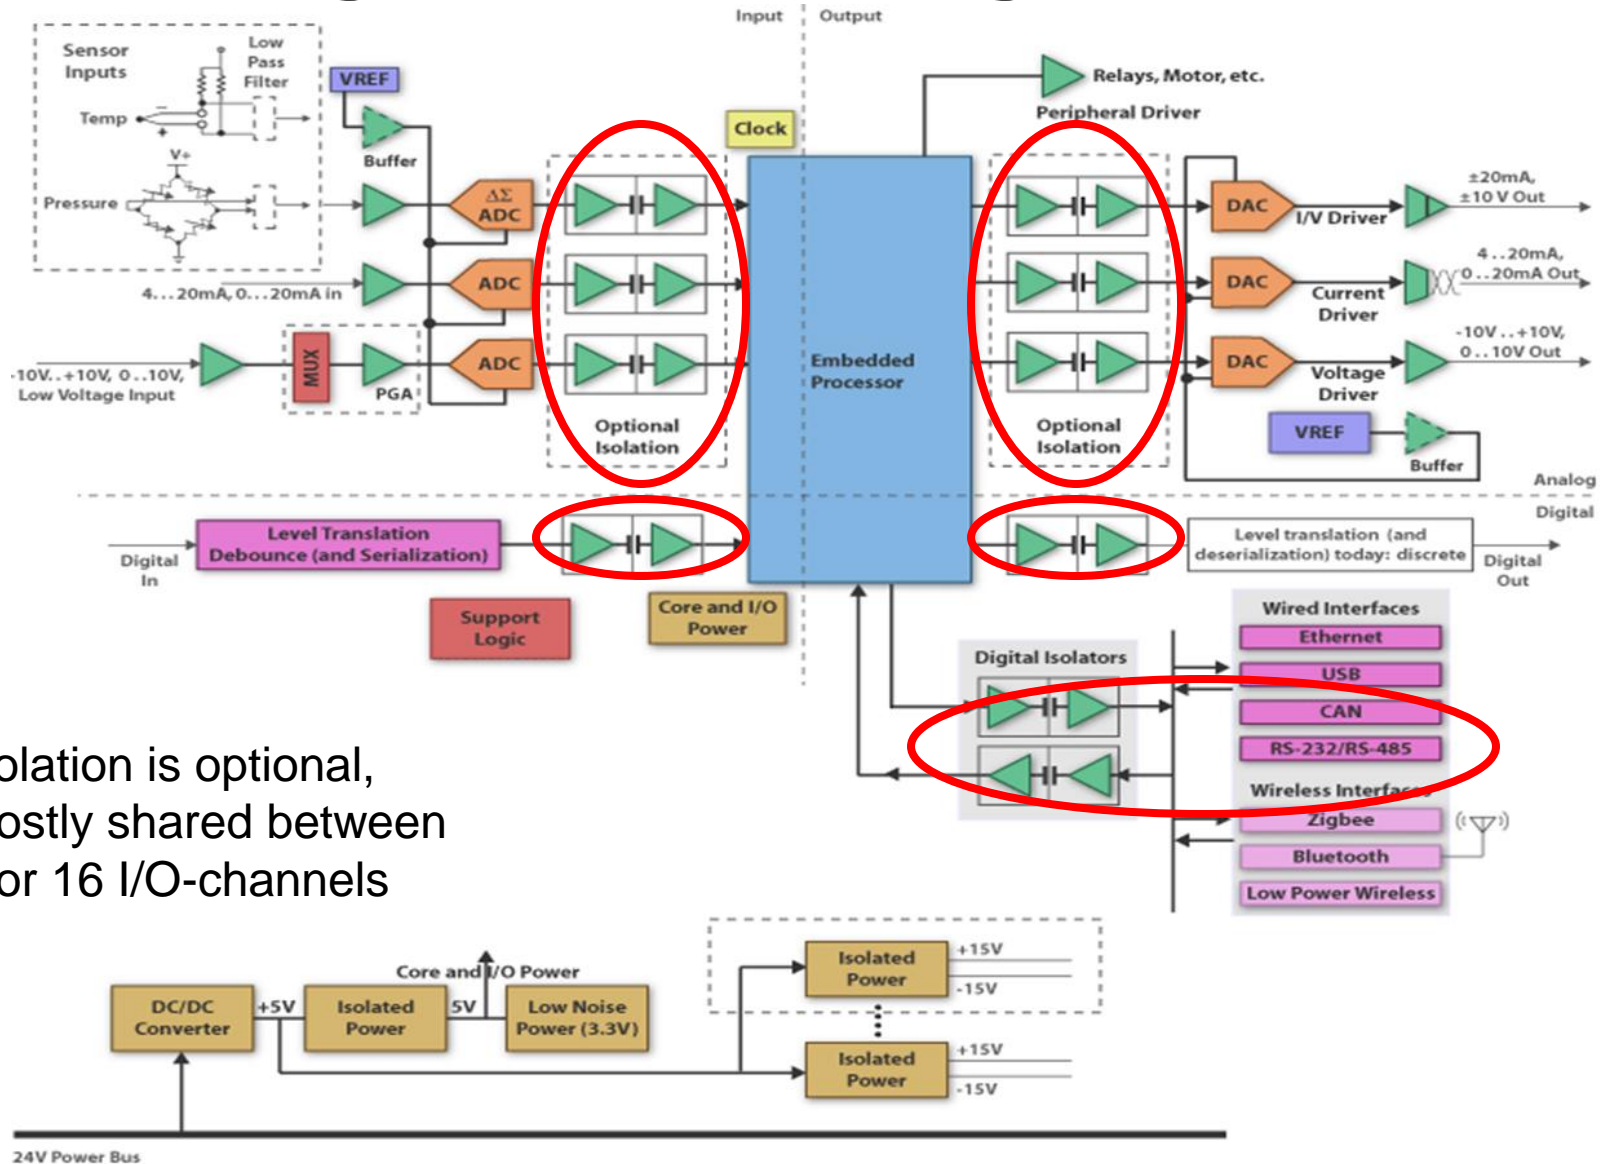 Input
Output
Sensor
Inputs
Low
Pass
Filter
Temp
−
+
V+
Pressure
VREF
Buffer
Clock
ΔΣ
ADC
ADC
ADC
4...20mA, 0...20mA in
MUX
PGA
-10V..+10V, 0..10V,
Low Voltage Input
Optional
Isolation
Embedded
Processor
Relays, Motor, etc.
Peripheral Driver
Optional
Isolation
DAC
I/V Driver
±20mA,
±10 V Out
DAC
Current
Driver
4 ..20mA,
0 ..20mA Out
DAC
Voltage
Driver
-10V ..+10V,
0 ..10V Out
VREF
Buffer
Analog
Digital
Digital
In
Level Translation
Debounce (and Serialization)
Level translation (and
deserialization) today: discrete
Digital
Out
Support
Logic
Core and I/O
Power
Digital Isolators
Wired Interfaces
Ethernet
USB
CAN
RS-232/RS-485
Wireless Interfaces
Zigbee
Bluetooth
Low Power Wireless
olation is optional,
ostly shared between
or 16 I/O-channels
Core and I/O Power
DC/DC
Converter
+5V
Isolated
Power
5V
Low Noise
Power (3.3V)
Isolated
Power
+15V
-15V
Isolated
Power
+15V
-15V
24V Power Bus